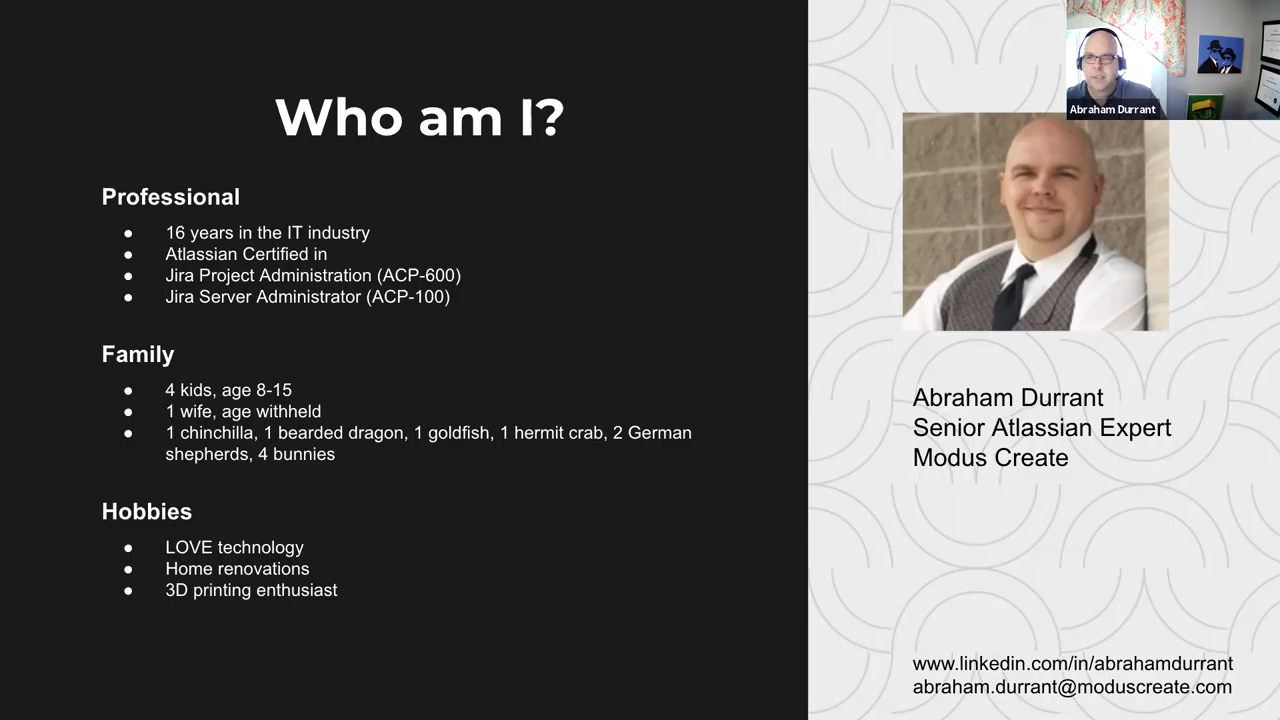 Who am I?
Professional
● 16 years in the IT industry
● Atlassian Certified in
● Jira Project Administration (ACP-600)
● Jira Server Administrator (ACP-100)
Family
● 4 kids, age 8-15
● 1 wife, age withheld
● 1 chinchilla, 1 bearded dragon, 1 goldfish, 1 hermit crab, 2 German
shepherds, 4 bunnies
Hobbies
● LOVE technology
● Home renovations
● 3D printing enthusiast
Abraham Durrant
Abraham Durrant
Senior Atlassian Expert
Modus Create
www.linkedin.com/in/abrahamdurrant
abraham.durrant@moduscreate.com